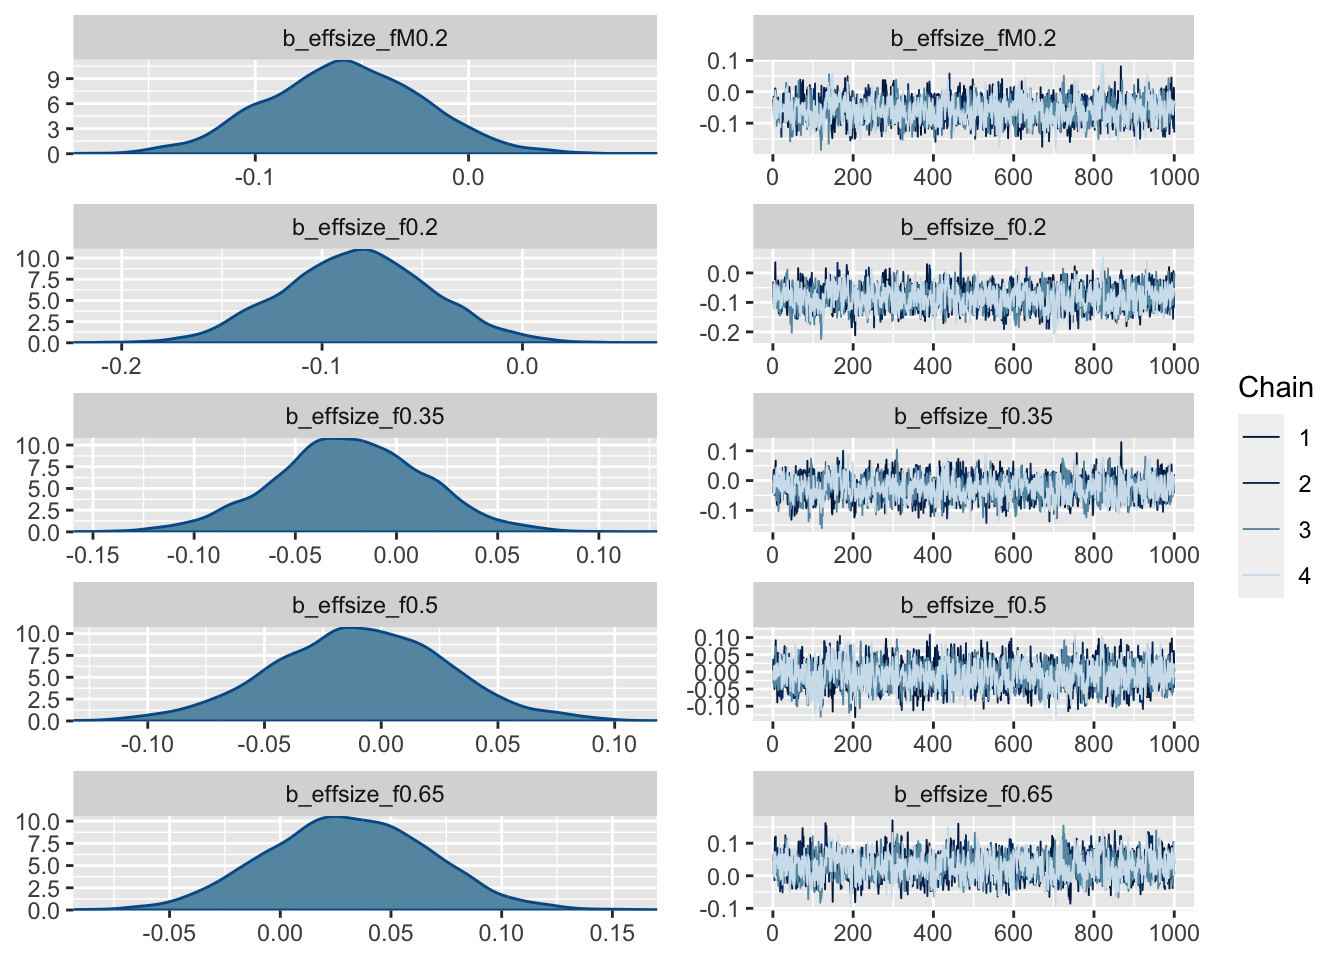 b_effsize_fM0.2
9
6
3
0
-0.1 0.0
b_effsize_fM0.2
0.1
0.0
-0.1
0 200 400 600 800 1000
b_effsize_f0.2
10.0
7.5
5.0
2.5
0.0
-0.2 -0.1 0.0
b_effsize_f0.2
0.0
-0.1
-0.2
0 200 400 600 800 1000
b_effsize_f0.35
10.0
7.5
5.0
2.5
0.0
-0.15 -0.10 -0.05 0.00 0.05 0.10
b_effsize_f0.35
0.1
0.0
-0.1
0 200 400 600 800 1000
b_effsize_f0.5
10.0
7.5
5.0
2.5
0.0
-0.10 -0.05 0.00 0.05 0.10
b_effsize_f0.5
0.10
0.05
0.00
-0.05
-0.10
0 200 400 600 800 1000
b_effsize_f0.65
10.0
7.5
5.0
2.5
0.0
-0.05 0.00 0.05 0.10 0.15
b_effsize_f0.65
0.1
0.0
-0.1
0 200 400 600 800 1000
Chain
1
2
3
4